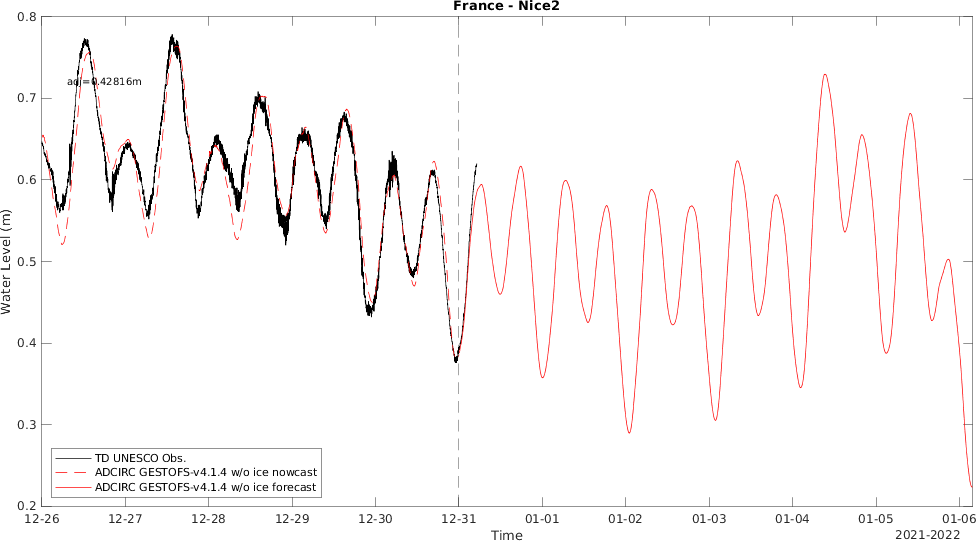 France - Nice2
0.8
0.7
0.6
0.5
0.4
0.3
0.2
Water Level (m)
adj=0.42816m
TD UNESCO Obs.
ADCIRC GESTOFS-v4.1.4 w/o ice nowcast
ADCIRC GESTOFS-v4.1.4 w/o ice forecast
12-26 12-27 12-28 12-29 12-30 12-31 01-01 01-02 01-03 01-04 01-05 01-06
Time
2021-2022